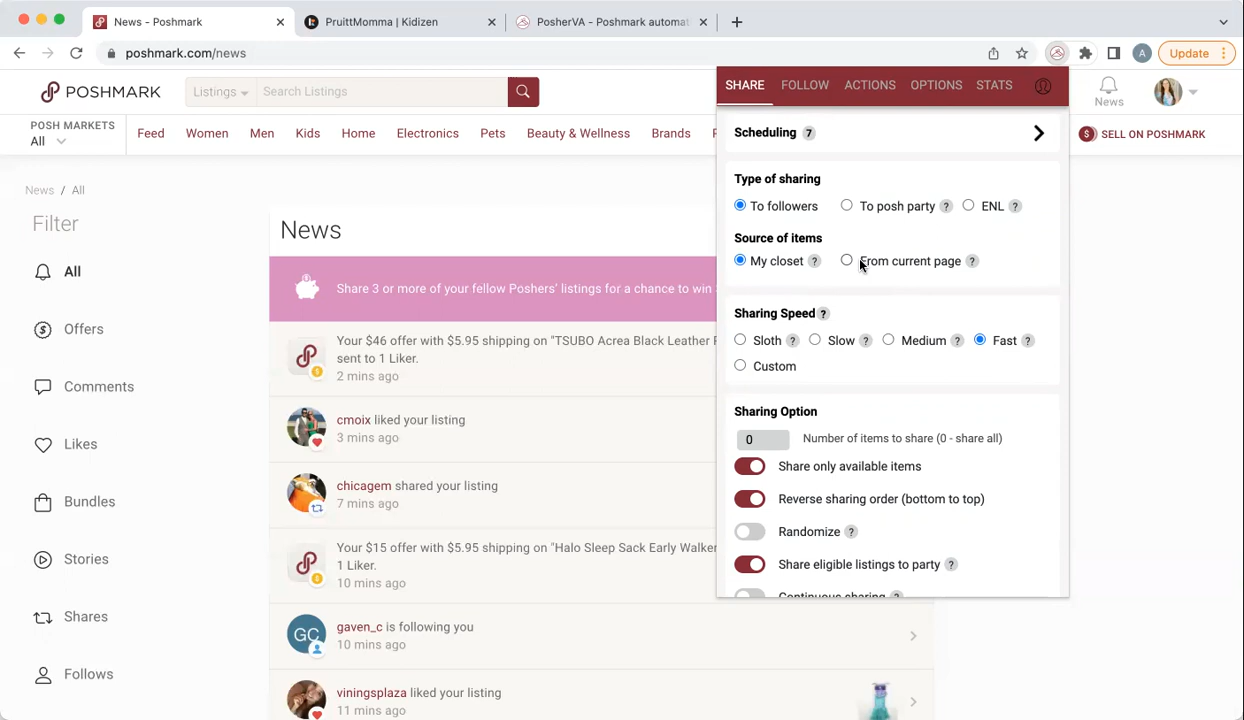 News - Poshmark
PruittMomma | Kidizen
PosherVA - Poshmark automat
poshmark.com/news
A
Update
POSHMARK
Listings
Search Listings
News
POSH MARKETS
All
Feed
Women
Men
Kids
Home
Electronics
Pets
Beauty & Wellness
Brands
$ SELL ON POSHMARK
SHARE
FOLLOW
ACTIONS
OPTIONS
STATS
Scheduling 7
Type of sharing
To followers
To posh party ?
ENL ?
Source of items
My closet ?
From current page ?
Sharing Speed ?
Sloth ?
Slow ?
Medium ?
Fast ?
Custom
Sharing Option
0 Number of items to share (0 - share all)
Share only available items
Reverse sharing order (bottom to top)
Randomize ?
Share eligible listings to party ?
Continuous sharing ?
News / All
Filter
All
Offers
Comments
Likes
Bundles
Stories
Shares
Follows
News
Share 3 or more of your fellow Poshers' listings for a chance to win
Your $46 offer with $5.95 shipping on "TSUBO Acrea Black Leather
sent to 1 Liker.
2 mins ago
cmoix liked your listing
3 mins ago
chicagem shared your listing
7 mins ago
Your $15 offer with $5.95 shipping on "Halo Sleep Sack Early Walker
1 Liker.
10 mins ago
GC
gaven_c is following you
10 mins ago
viningsplaza liked your listing
11 mins ago